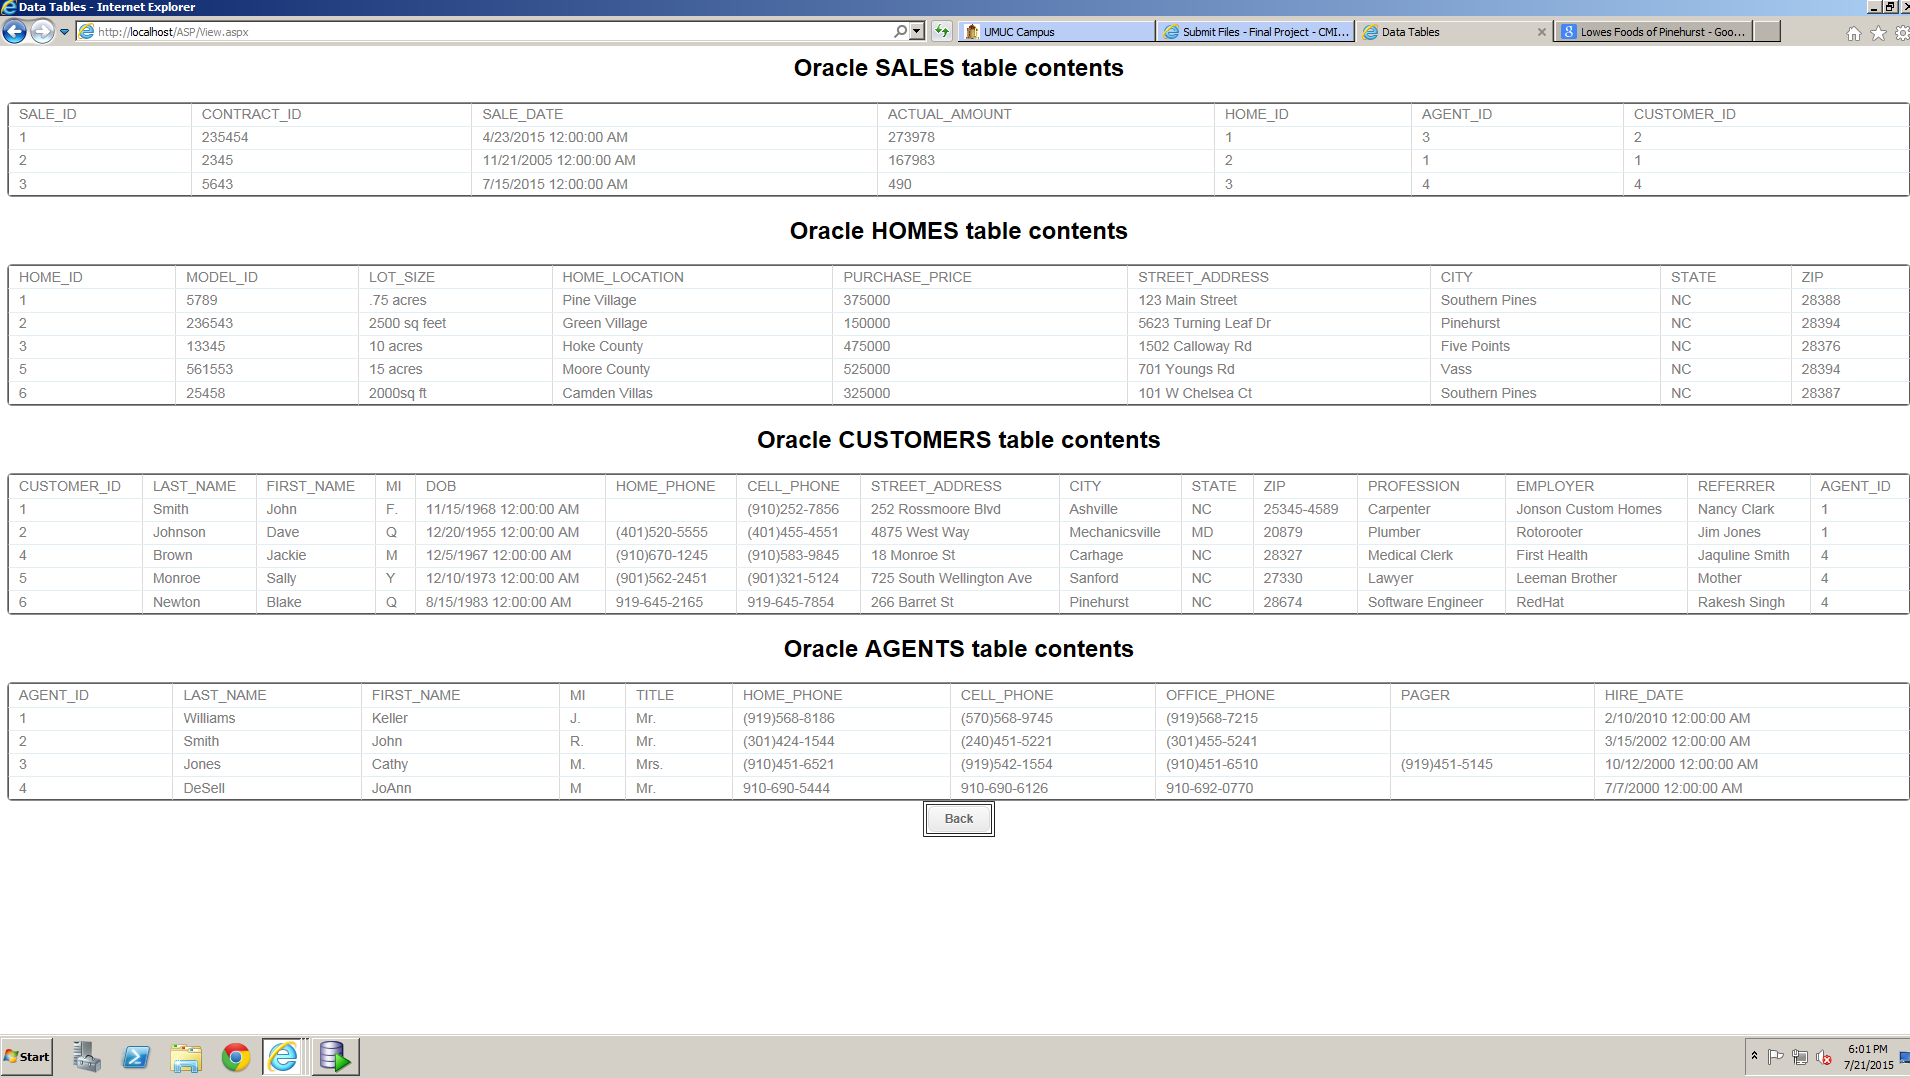 Data Tables - Internet Explorer
http://localhost/ASP/View.aspx
UMUC Campus
Submit Files - Final Project - CMI...
Data Tables
Lowes Foods of Pinehurst - Goo...
Oracle SALES table contents
SALE_ID CONTRACT_ID SALE_DATE ACTUAL_AMOUNT HOME_ID AGENT_ID CUSTOMER_ID
1 235454 4/23/2015 12:00:00 AM 273978 1 3 2
2 2345 11/21/2005 12:00:00 AM 167983 2 1 1
3 5643 7/15/2015 12:00:00 AM 490 3 4 4
Oracle HOMES table contents
HOME_ID MODEL_ID LOT_SIZE HOME_LOCATION PURCHASE_PRICE STREET_ADDRESS CITY STATE ZIP
1 5789 .75 acres Pine Village 375000 123 Main Street Southern Pines NC 28388
2 236543 2500 sq feet Green Village 150000 5623 Turning Leaf Dr Pinehurst NC 28394
3 13345 10 acres Hoke County 475000 1502 Calloway Rd Five Points NC 28376
5 561553 15 acres Moore County 525000 701 Youngs Rd Vass NC 28394
6 25458 2000sq ft Camden Villas 325000 101 W Chelsea Ct Southern Pines NC 28387
Oracle CUSTOMERS table contents
CUSTOMER_ID LAST_NAME FIRST_NAME MI DOB HOME_PHONE CELL_PHONE STREET_ADDRESS CITY STATE ZIP PROFESSION EMPLOYER REFERRER AGENT_ID
1 Smith John F. 11/15/1968 12:00:00 AM (910)252-7856 252 Rossmoore Blvd Ashville NC 25345-4589 Carpenter Jonson Custom Homes Nancy Clark 1
2 Johnson Dave Q 12/20/1955 12:00:00 AM (401)520-5555 (401)455-4551 4875 West Way Mechanicsville MD 20879 Plumber Rotorooter Jim Jones 1
4 Brown Jackie M 12/5/1967 12:00:00 AM (910)670-1245 (910)583-9845 18 Monroe St Carhage NC 28327 Medical Clerk First Health Jaquline Smith 4
5 Monroe Sally Y 12/10/1973 12:00:00 AM (901)562-2451 (901)321-5124 725 South Wellington Ave Sanford NC 27330 Lawyer Leeman Brother Mother 4
6 Newton Blake Q 8/15/1983 12:00:00 AM 919-645-2165 919-645-7854 266 Barret St Pinehurst NC 28674 Software Engineer RedHat Rakesh Singh 4
Oracle AGENTS table contents
AGENT_ID LAST_NAME FIRST_NAME MI TITLE HOME_PHONE CELL_PHONE OFFICE_PHONE PAGER HIRE_DATE
1 Williams Keller J. Mr. (919)568-8186 (570)568-9745 (919)568-7215 2/10/2010 12:00:00 AM
2 Smith John R. Mr. (301)424-1544 (240)451-5221 (301)455-5241 3/15/2002 12:00:00 AM
3 Jones Cathy M. Mrs. (910)451-6521 (919)542-1554 (910)451-6510 (919)451-5145 10/12/2000 12:00:00 AM
4 DeSell JoAnn M Mr. 910-690-5444 910-690-6126 910-692-0770 7/7/2000 12:00:00 AM
Back
Start
6:01 PM
7/21/2015